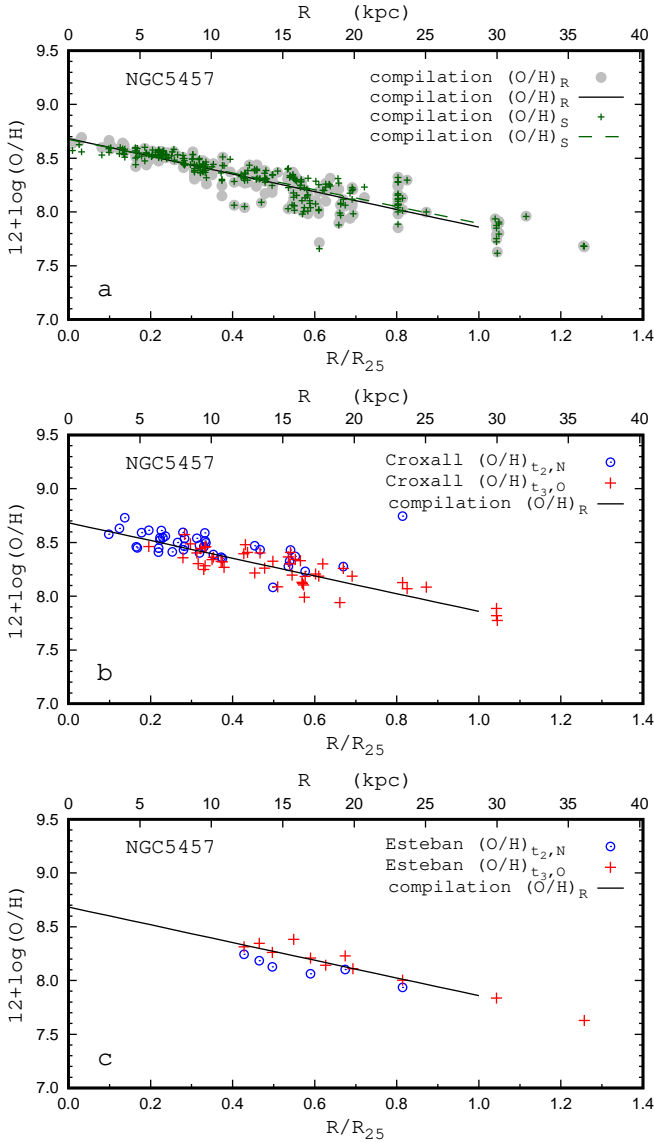 R (kpc)
0 5 10 15 20 25 30 35 40
9.5
9.0
8.5
8.0
7.5
7.0
12+log(O/H)
NGC5457
compilation (O/H)R
compilation (O/H)R
compilation (O/H)S
compilation (O/H)S
a
0.0 0.2 0.4 0.6 0.8 1.0 1.2 1.4
R/R25
R (kpc)
0 5 10 15 20 25 30 35 40
9.5
9.0
8.5
8.0
7.5
7.0
12+log(O/H)
NGC5457
Croxall (O/H)t2,N
Croxall (O/H)t3,O
compilation (O/H)R
b
0.0 0.2 0.4 0.6 0.8 1.0 1.2 1.4
R/R25
R (kpc)
0 5 10 15 20 25 30 35 40
9.5
9.0
8.5
8.0
7.5
7.0
12+log(O/H)
NGC5457
Esteban (O/H)t2,N
Esteban (O/H)t3,O
compilation (O/H)R
c
0.0 0.2 0.4 0.6 0.8 1.0 1.2 1.4
R/R25